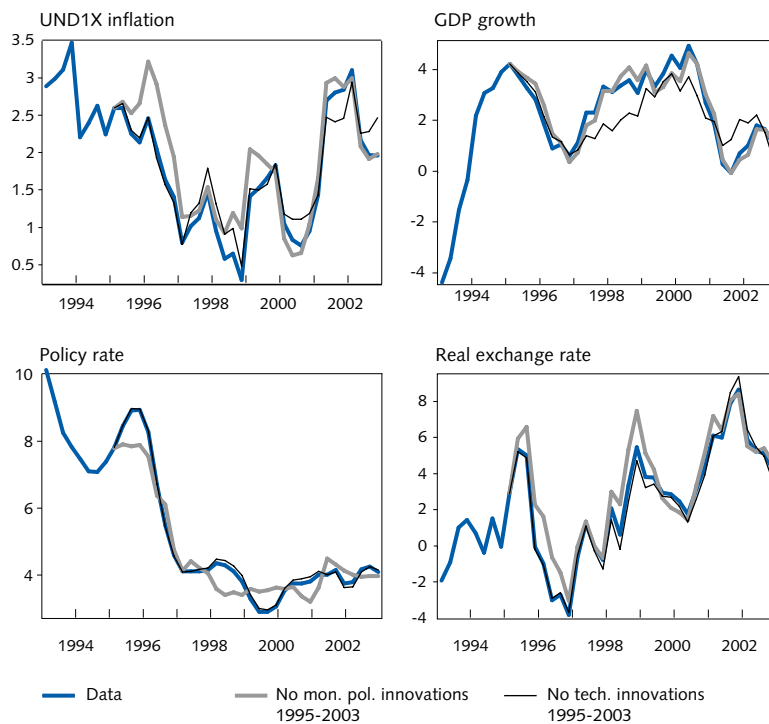 UND1X inflation
3.5
3.0
2.5
2.0
1.5
1.0
0.5
1994 1996 1998 2000 2002
GDP growth
4
2
0
-2
-4
1994 1996 1998 2000 2002
Policy rate
10
8
6
4
1994 1996 1998 2000 2002
Real exchange rate
8
6
4
2
0
-2
-4
1994 1996 1998 2000 2002
Data
No mon. pol. innovations
1995-2003
No tech. innovations
1995-2003